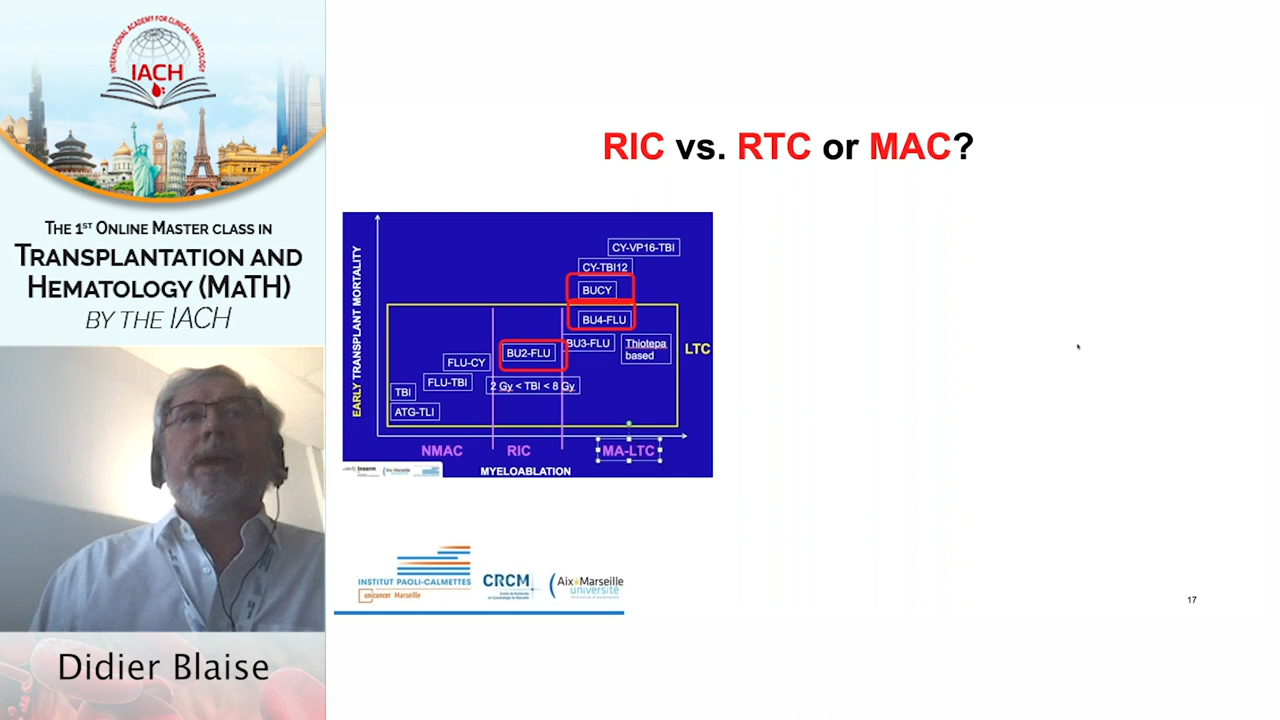 INTERNATIONAL ACADEMY FOR CLINICAL HEMATOLOGY
IACH
THE 1ST ONLINE MASTER CLASS IN
TRANSPLANTATION AND
HEMATOLOGY (MATH)
BY THE IACH
Didier Blaise
RIC vs. RTC or MAC?
EARLY TRANSPLANT MORTALITY
CY-VP16-TBI
CY-TBI12
BUCY
BU4-FLU
BU3-FLU
Thiotepa
based
LTC
BU2-FLU
FLU-CY
FLU-TBI
2 Gy < TBI < 8 Gy
TBI
ATG-TLI
NMAC
RIC
MA-LTC
MYELOABLATION
Inserm
Aix Marseille
INSTITUT PAOLI-CALMETTES
unicancer Marseille
CRCM
Centre de Recherche
en Cancérologie de Marseille
Aix Marseille
université
17